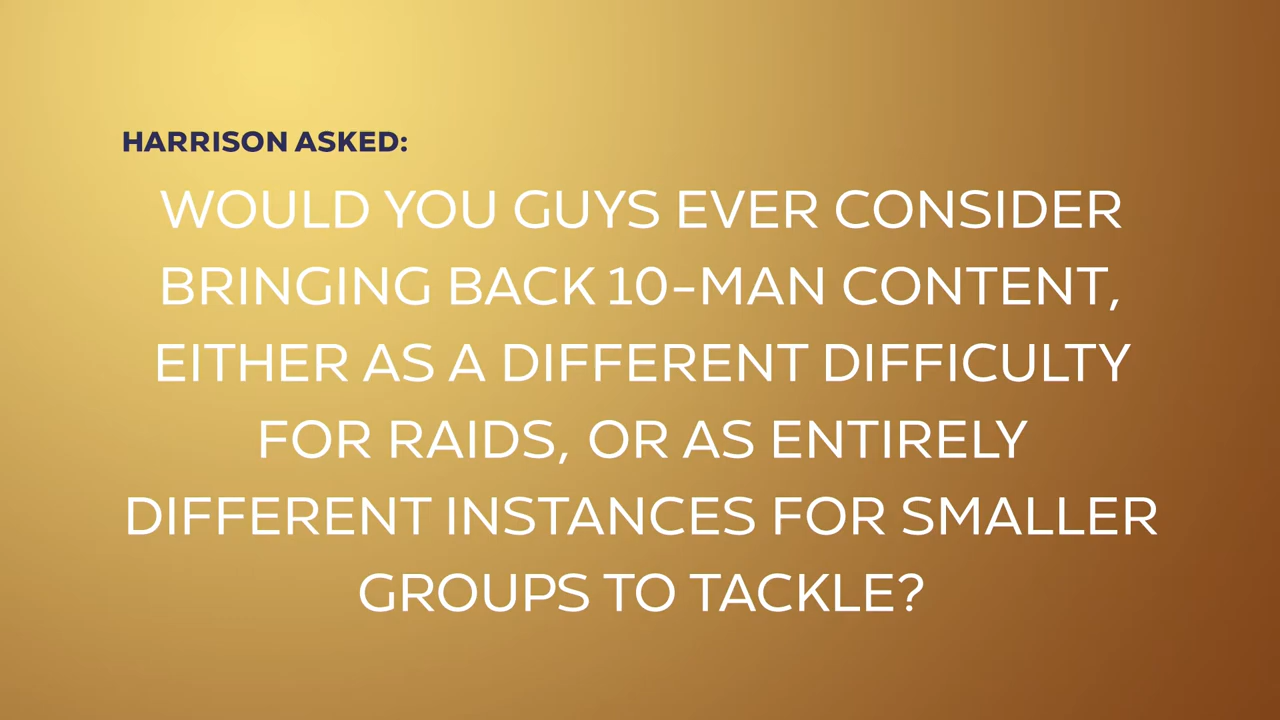 HARRISON ASKED:
WOULD YOU GUYS EVER CONSIDER
BRINGING BACK 10-MAN CONTENT,
EITHER AS A DIFFERENT DIFFICULTY
FOR RAIDS, OR AS ENTIRELY
DIFFERENT INSTANCES FOR SMALLER
GROUPS TO TACKLE?